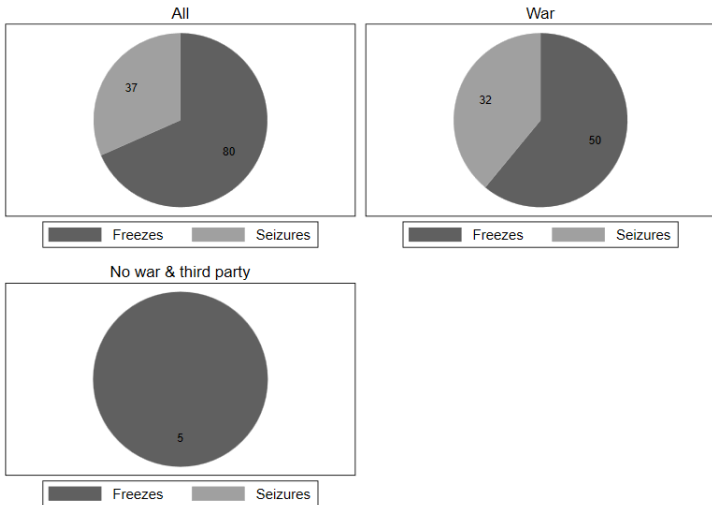 All
37
80
Freezes Seizures
War
32
50
Freezes Seizures
No war & third party
5
Freezes Seizures